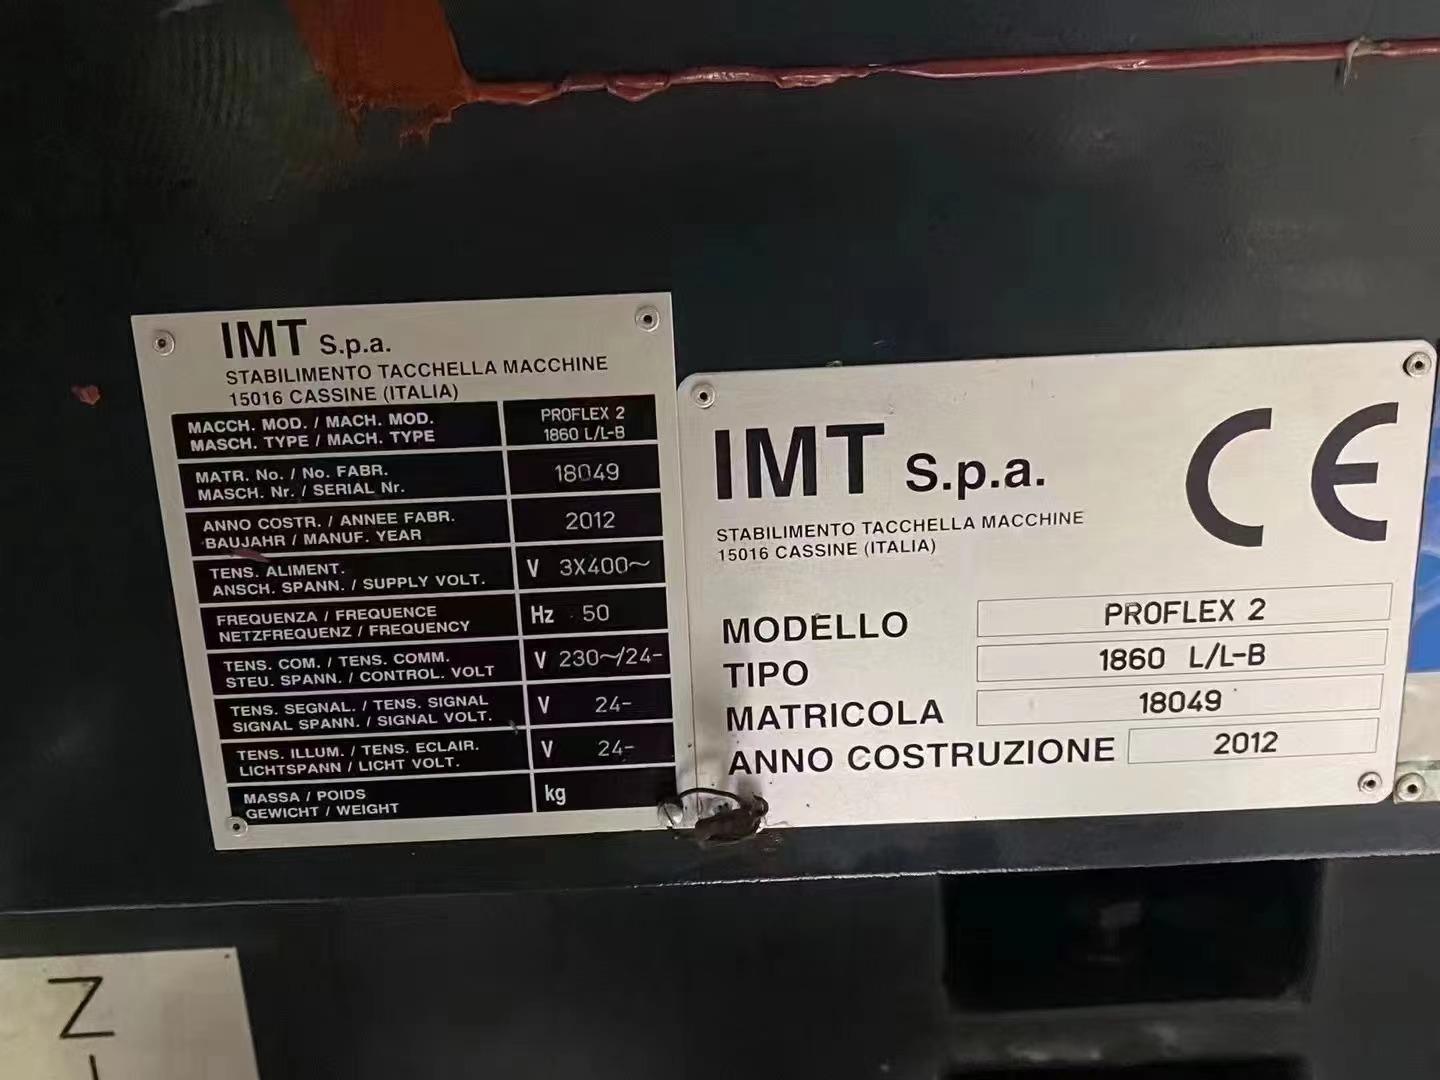 IMT S.p.a.
STABILIMENTO TACCHELLA MACCHINE
15016 CASSINE (ITALIA)
MACCH. MOD. / MACH. MOD.
MASCH. TYPE / MACH. TYPE
PROFLEX 2
1860 L/L-B
MATR. No. / No. FABR.
MASCH. Nr. / SERIAL Nr.
18049
ANNO COSTR. / ANNEE FABR.
BAUJAHR / MANUF. YEAR
2012
TENS. ALIMENT.
ANSCH. SPANN. / SUPPLY VOLT.
V 3X400~
FREQUENZA / FREQUENCE
NETZFREQUENZ / FREQUENCY
Hz 50
TENS. COM. / TENS. COMM.
STEU. SPANN. / CONTROL. VOLT
V 230~/24-
TENS. SEGNAL. / TENS. SIGNAL
SIGNAL SPANN. / SIGNAL VOLT.
V 24-
TENS. ILLUM. / TENS. ECLAIR.
LICHTSPANN / LICHT VOLT.
V 24-
MASSA / POIDS
GEWICHT / WEIGHT
kg
IMT S.p.a.
CE
STABILIMENTO TACCHELLA MACCHINE
15016 CASSINE (ITALIA)
MODELLO PROFLEX 2
TIPO 1860 L/L-B
MATRICOLA 18049
ANNO COSTRUZIONE 2012
Z